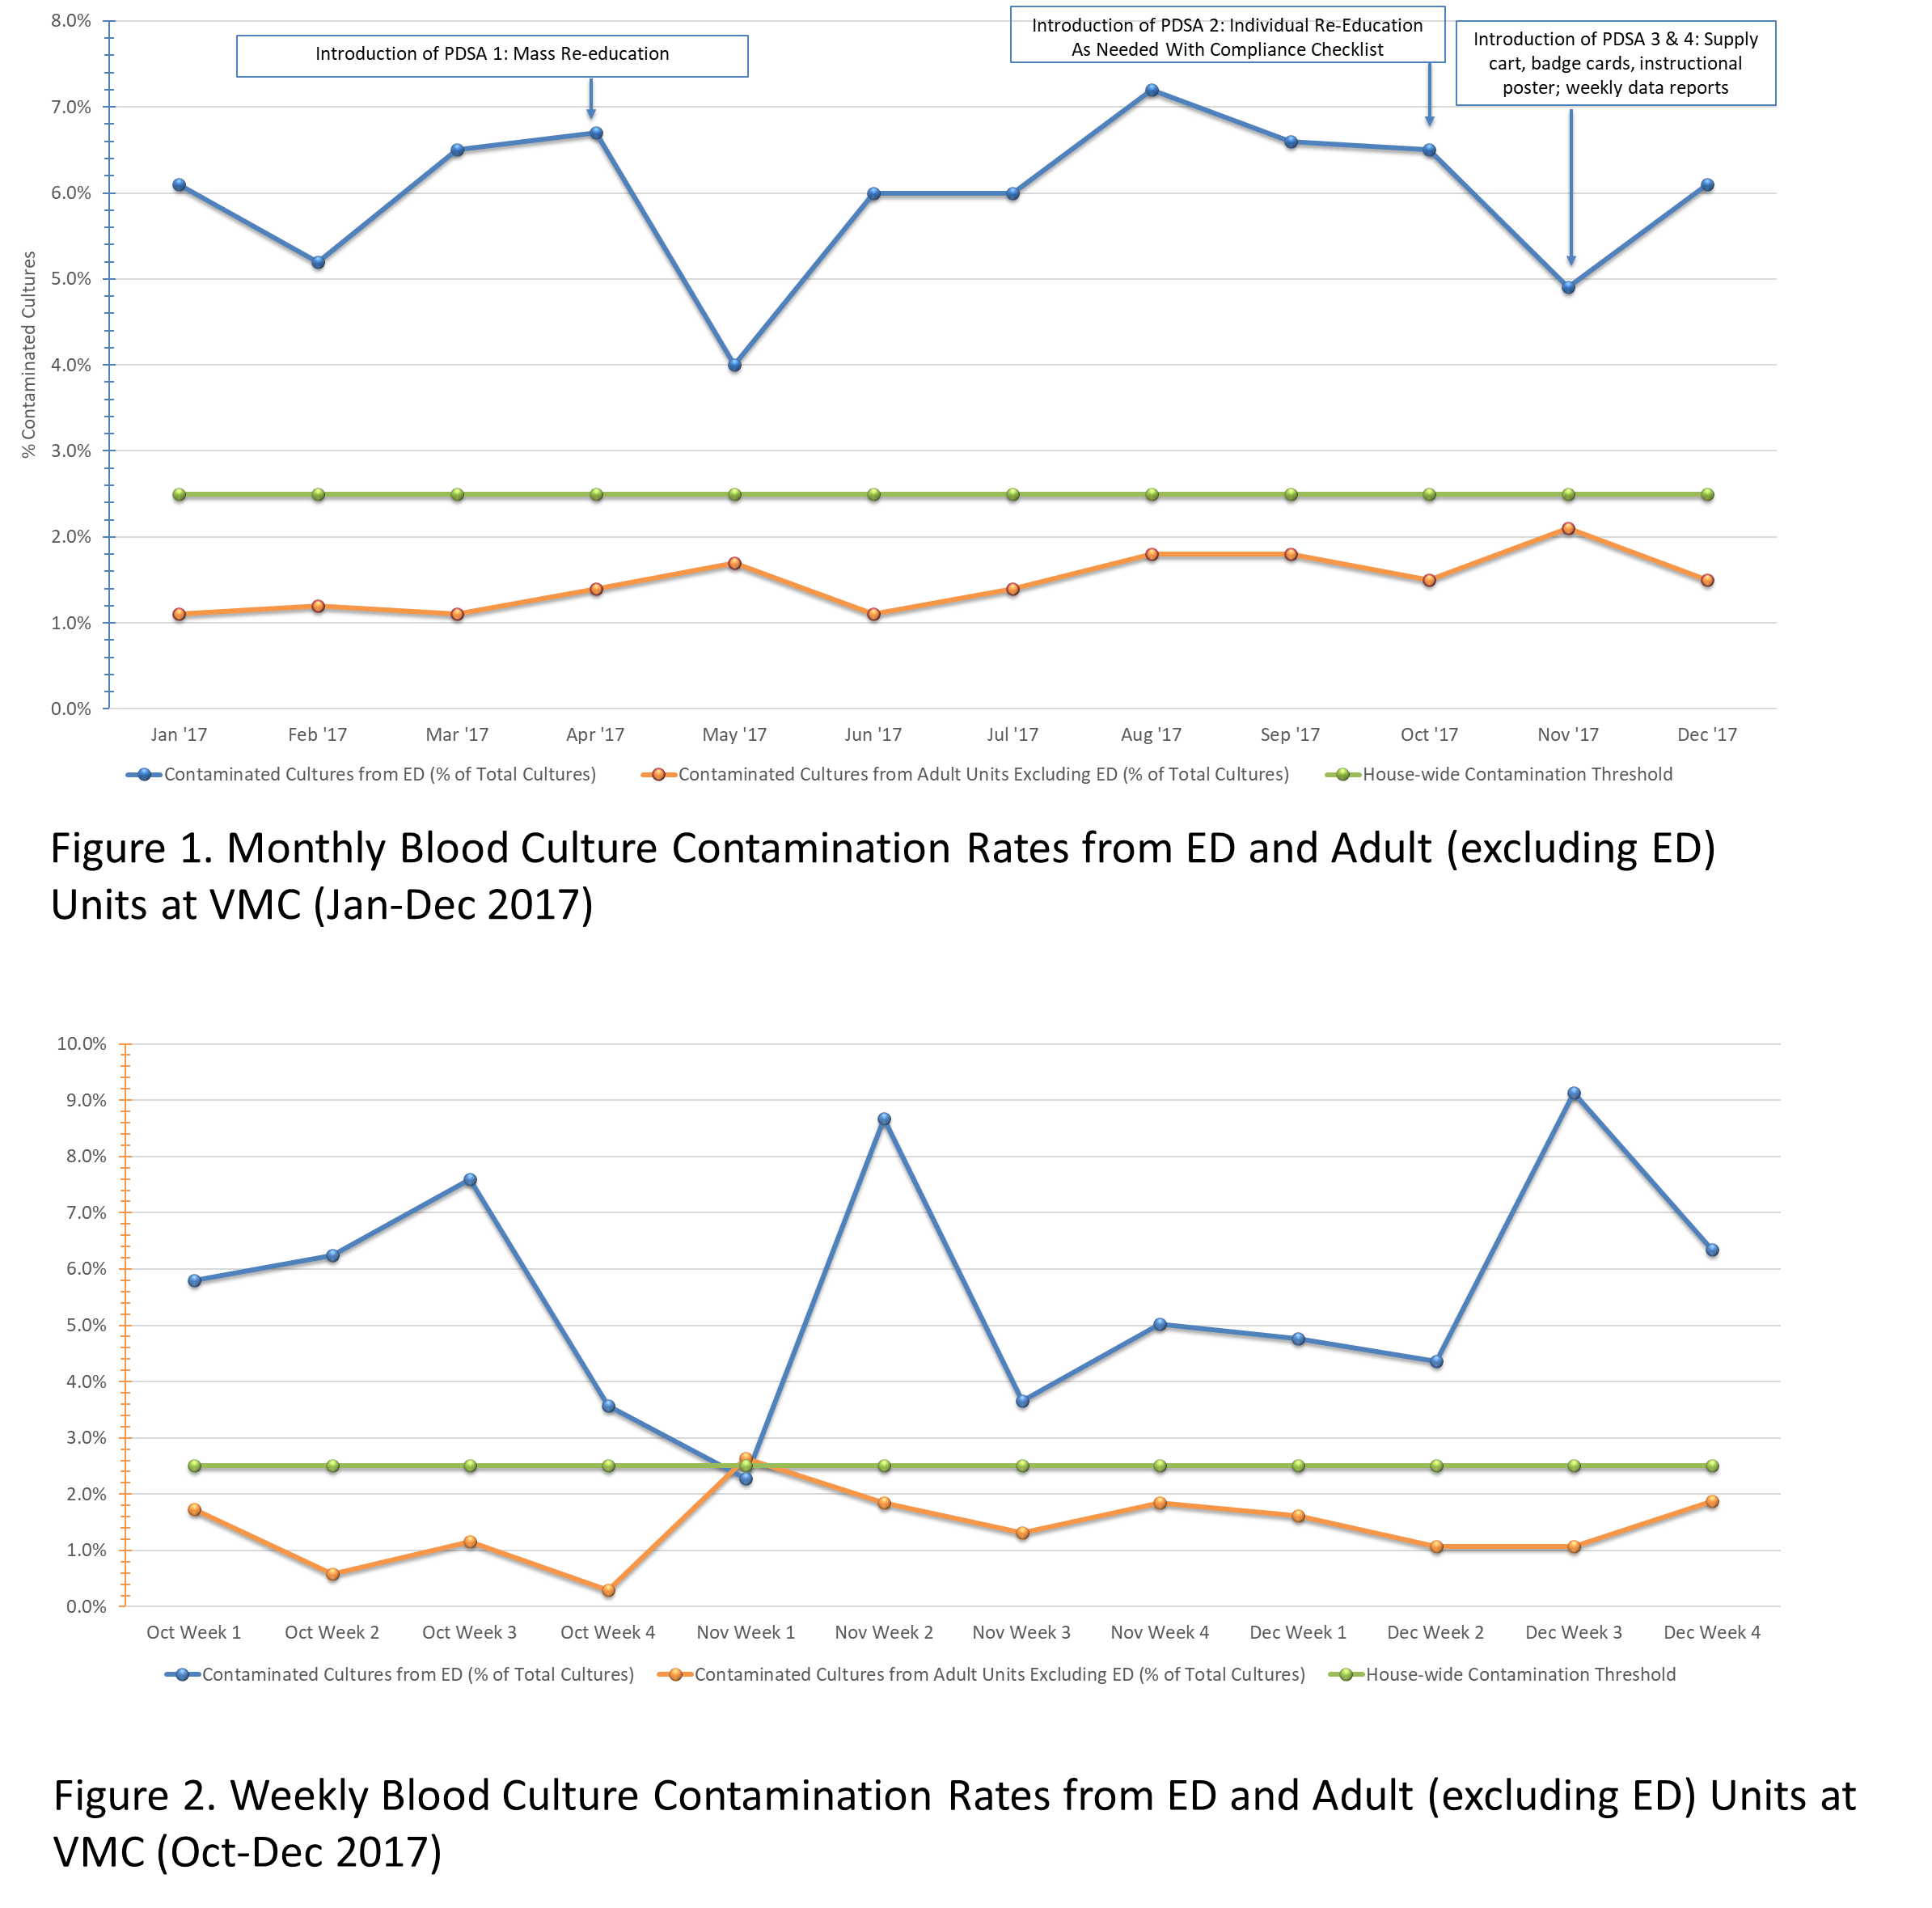 Introduction of PDSA 1: Mass Re-education
Introduction of PDSA 2: Individual Re-Education
As Needed With Compliance Checklist
Introduction of PDSA 3 & 4: Supply
cart, badge cards, instructional
poster; weekly data reports
% Contaminated Cultures
8.0%
7.0%
6.0%
5.0%
4.0%
3.0%
2.0%
1.0%
0.0%
Jan '17 Feb '17 Mar '17 Apr '17 May '17 Jun '17 Jul '17 Aug '17 Sep '17 Oct '17 Nov '17 Dec '17
Contaminated Cultures from ED (% of Total Cultures) Contaminated Cultures from Adult Units Excluding ED (% of Total Cultures) House-wide Contamination Threshold
Figure 1. Monthly Blood Culture Contamination Rates from ED and Adult (excluding ED)
Units at VMC (Jan-Dec 2017)
10.0%
9.0%
8.0%
7.0%
6.0%
5.0%
4.0%
3.0%
2.0%
1.0%
0.0%
Oct Week 1 Oct Week 2 Oct Week 3 Oct Week 4 Nov Week 1 Nov Week 2 Nov Week 3 Nov Week 4 Dec Week 1 Dec Week 2 Dec Week 3 Dec Week 4
Contaminated Cultures from ED (% of Total Cultures) Contaminated Cultures from Adult Units Excluding ED (% of Total Cultures) House-wide Contamination Threshold
Figure 2. Weekly Blood Culture Contamination Rates from ED and Adult (excluding ED) Units at
VMC (Oct-Dec 2017)